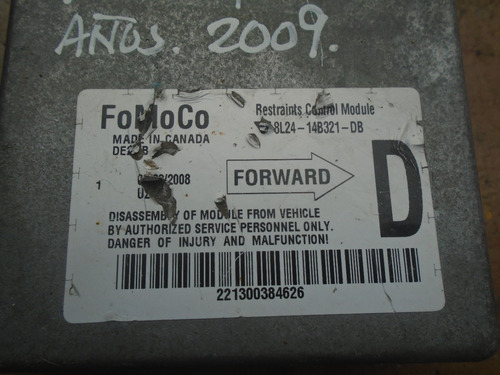 AÑOS. 2009.
FoMoCo
Restraints Control Module
8L24-14B321-DB
MADE IN CANADA
/2008
1
FORWARD
D
DISASSEMBLY OF MODULE FROM VEHICLE
BY AUTHORIZED SERVICE PERSONNEL ONLY.
DANGER OF INJURY AND MALFUNCTION!
221300384626